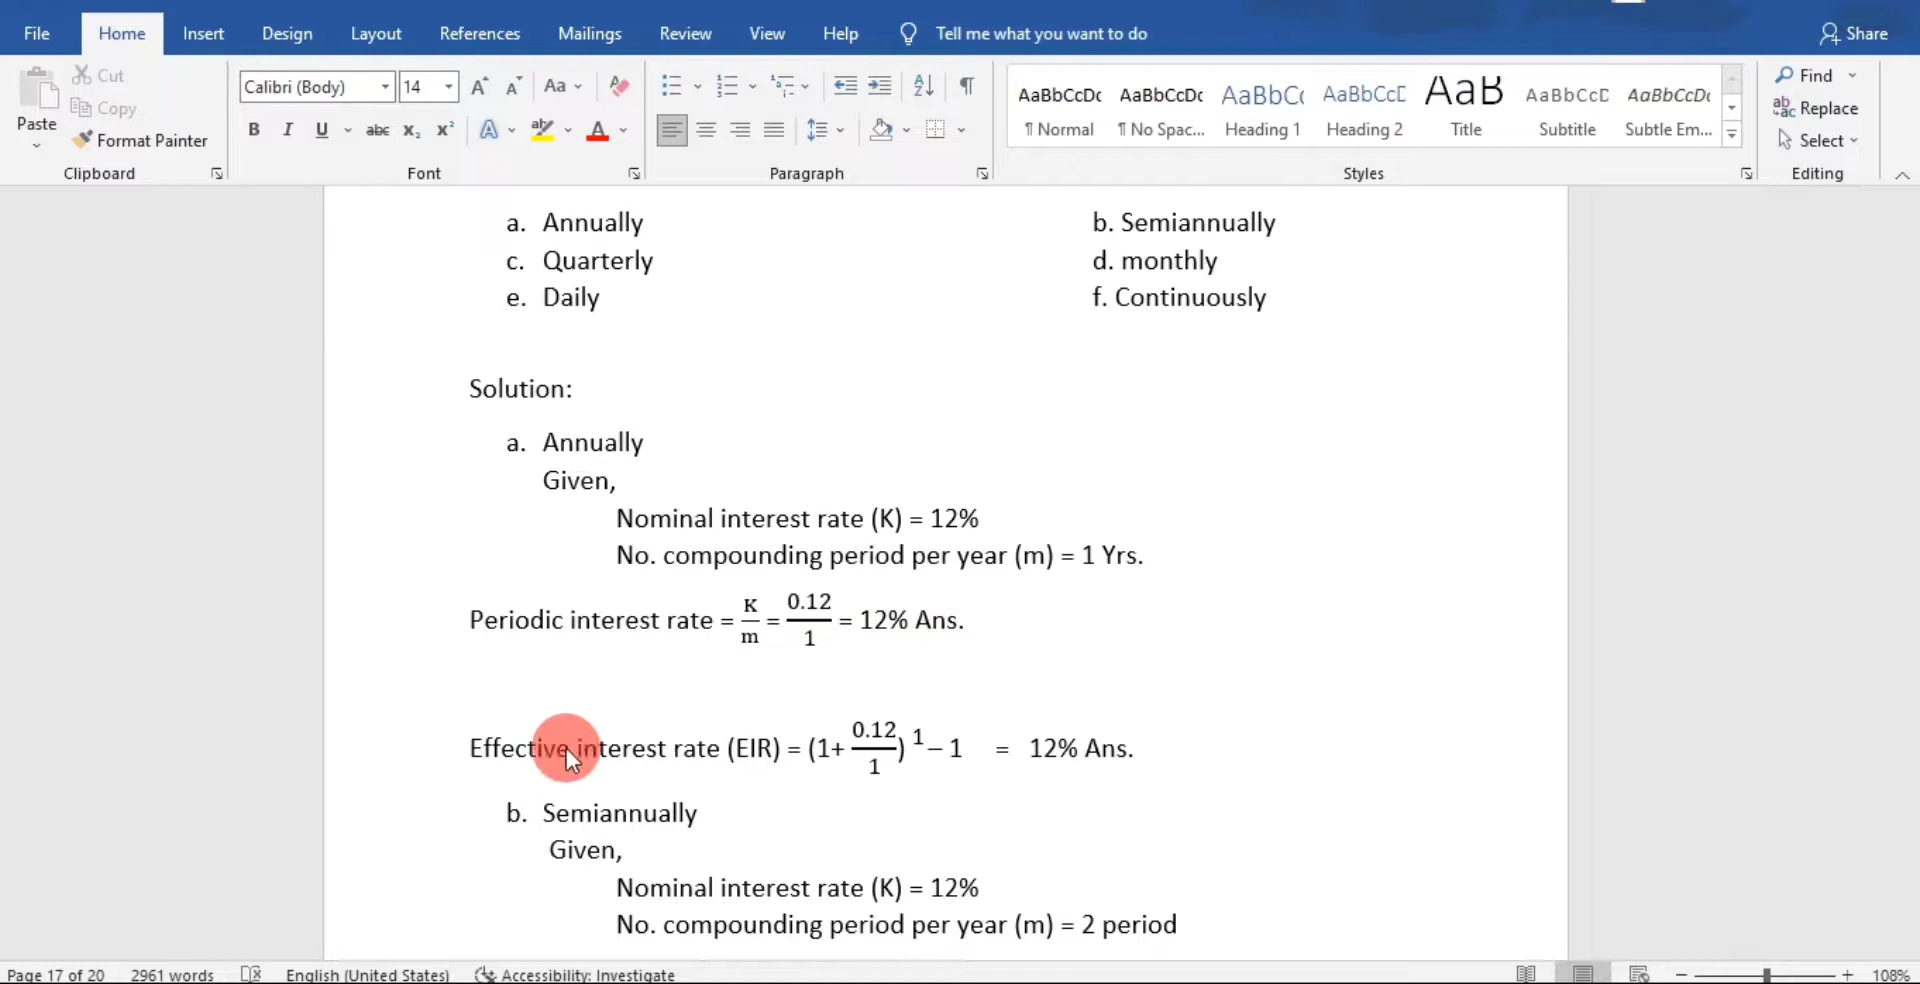 File Home Insert Design Layout References Mailings Review View Help Tell me what you want to do Share
Paste Cut Copy Format Painter Clipboard
Calibri (Body) 14 Aa Font
Paragraph
AaBbCcDc AaBbCcDc AaBbCc AaBbCcD AaB AaBbCcD AaBbCcDc
¶ Normal ¶ No Spac... Heading 1 Heading 2 Title Subtitle Subtle Em...
Styles
Find Replace Select Editing
a. Annually b. Semiannually
c. Quarterly d. monthly
e. Daily f. Continuously
Solution:
a. Annually
Given,
Nominal interest rate (K) = 12%
No. compounding period per year (m) = 1 Yrs.
Periodic interest rate = K/m = 0.12/1 = 12% Ans.
Effective interest rate (EIR) = (1+ 0.12/1) ¹ – 1 = 12% Ans.
b. Semiannually
Given,
Nominal interest rate (K) = 12%
No. compounding period per year (m) = 2 period
Page 17 of 20 2961 words English (United States) Accessibility: Investigate 108%